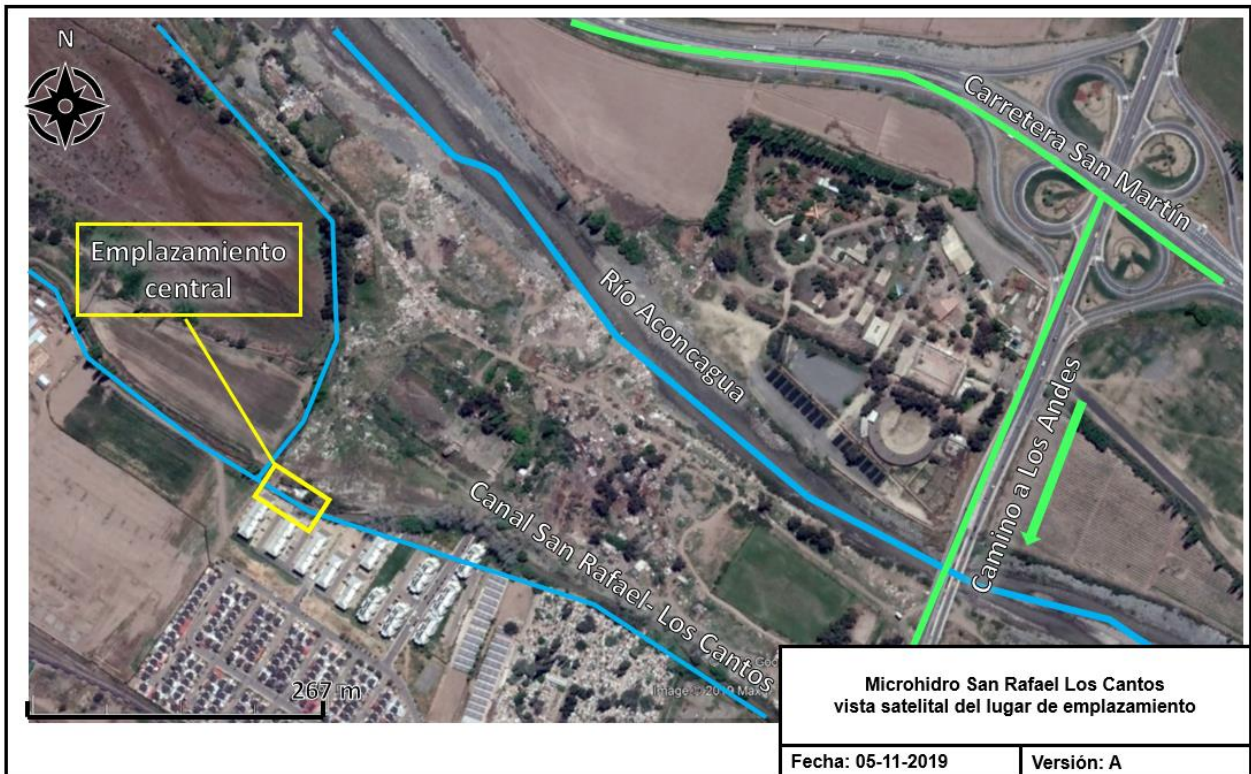 N
Carretera San Martín
Emplazamiento
central
Río Aconcagua
Camino a Los Andes
Canal San Rafael- Los Cantos
267 m
Image © 2019 Maxar
Microhidro San Rafael Los Cantos
vista satelital del lugar de emplazamiento
Fecha: 05-11-2019
Versión: A